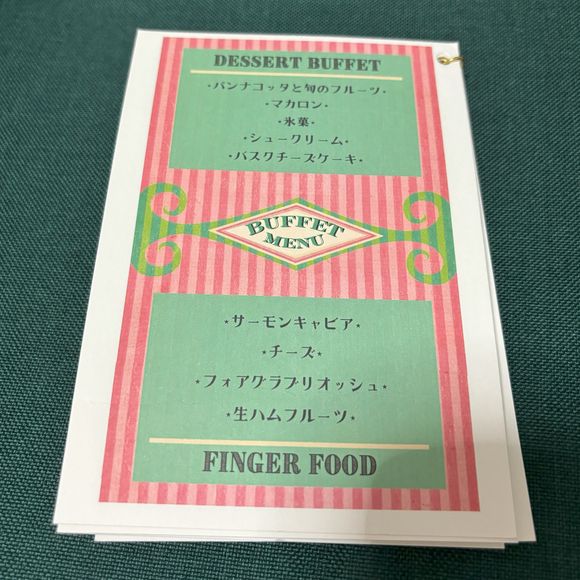 DESSERT BUFFET
・パンナコッタと旬のフルーツ・
・マカロン・
・氷菓・
・シュークリーム・
・バスクチーズケーキ・
BUFFET
MENU
★サーモンキャビア★
★チーズ★
★フォアグラブリオッシュ★
★生ハムフルーツ★
FINGER FOOD